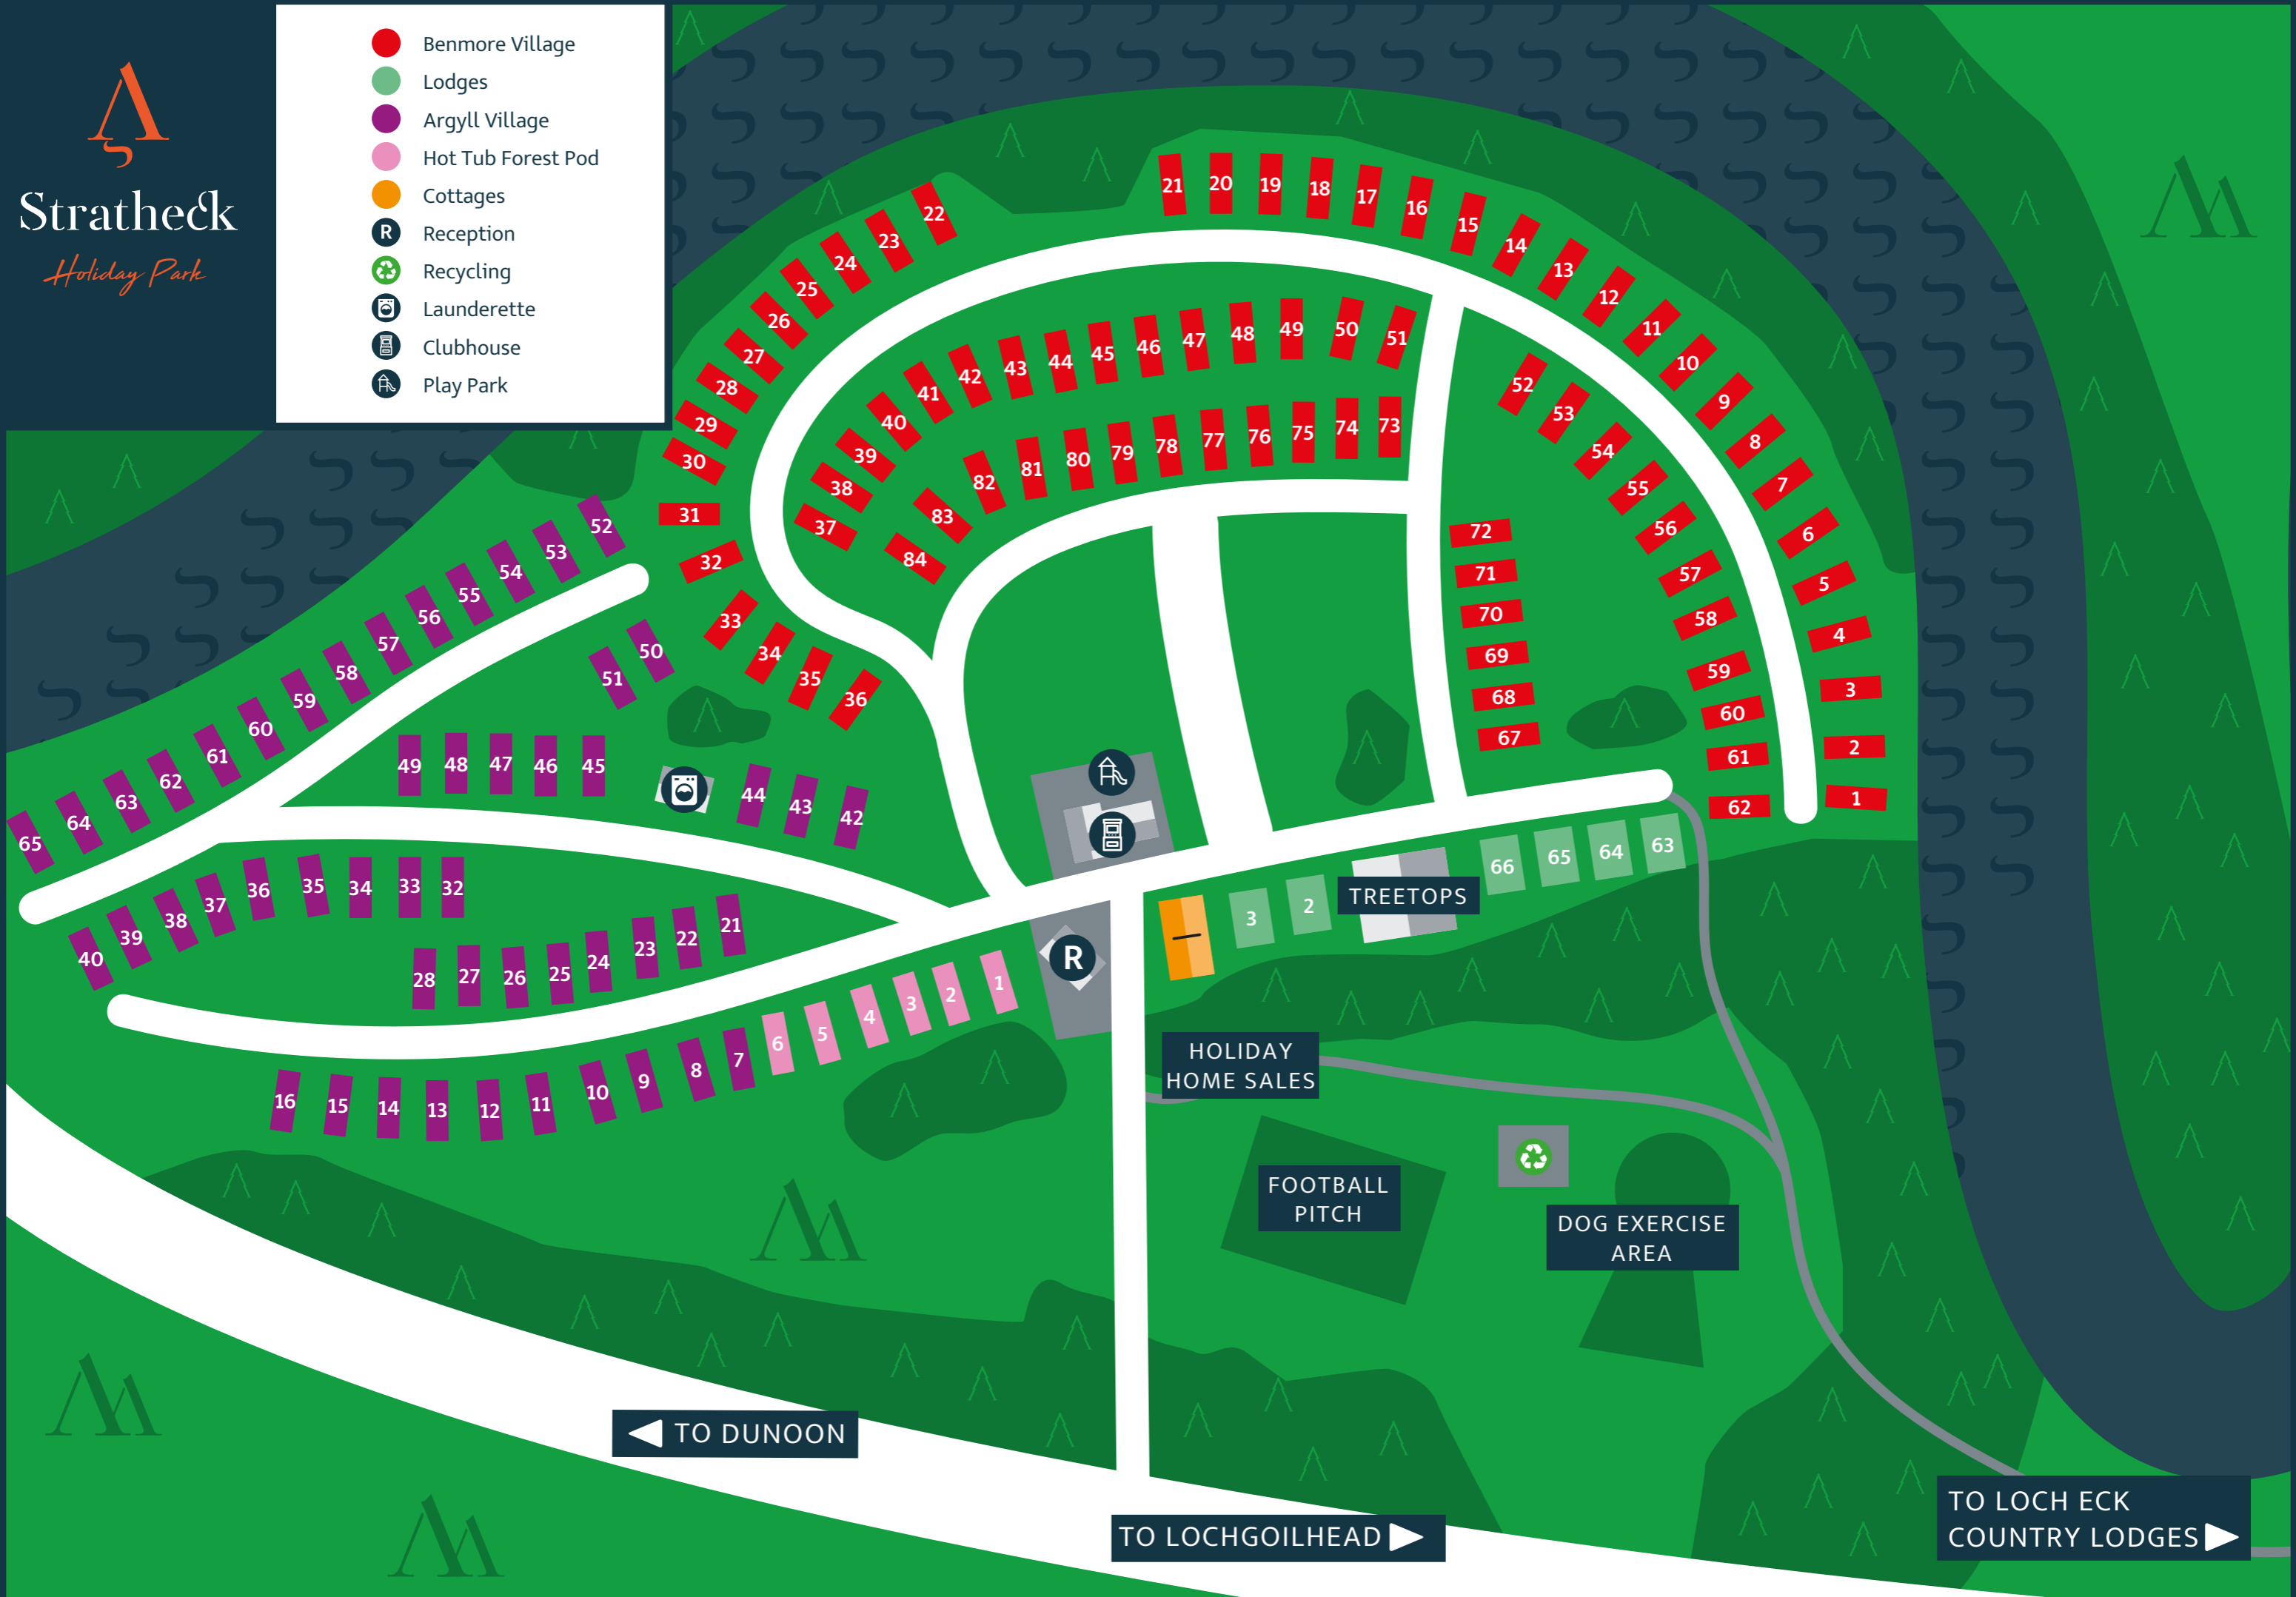 Stratheck
Holiday Park
Benmore Village
Lodges
Argyll Village
Hot Tub Forest Pod
Cottages
R Reception
Recycling
Launderette
Clubhouse
Play Park
21 20 19 18 17 16 15 14 13 12 11 10 9 8 7 6 5 4 3 2 1
22 23 24 25 26 27 28 29 30 31 32 33 34 35 36
37 38 39 40 41 42 43 44 45 46 47 48 49 50 51
52 53 54 55 56 57 58 59 60 61 62
84 83 82 81 80 79 78 77 76 75 74 73
72
71
70
69
68
67
65 64 63 62 61 60 59 58 57 56 55 54 53 52
51 50
49 48 47 46 45 44 43 42
40 39 38 37 36 35 34 33 32
28 27 26 25 24 23 22 21
16 15 14 13 12 11 10 9 8 7
6 5 4 3 2 1
R
3 2
TREETOPS
66 65 64 63
HOLIDAY
HOME SALES
FOOTBALL
PITCH
DOG EXERCISE
AREA
TO DUNOON
TO LOCHGOILHEAD
TO LOCH ECK
COUNTRY LODGES